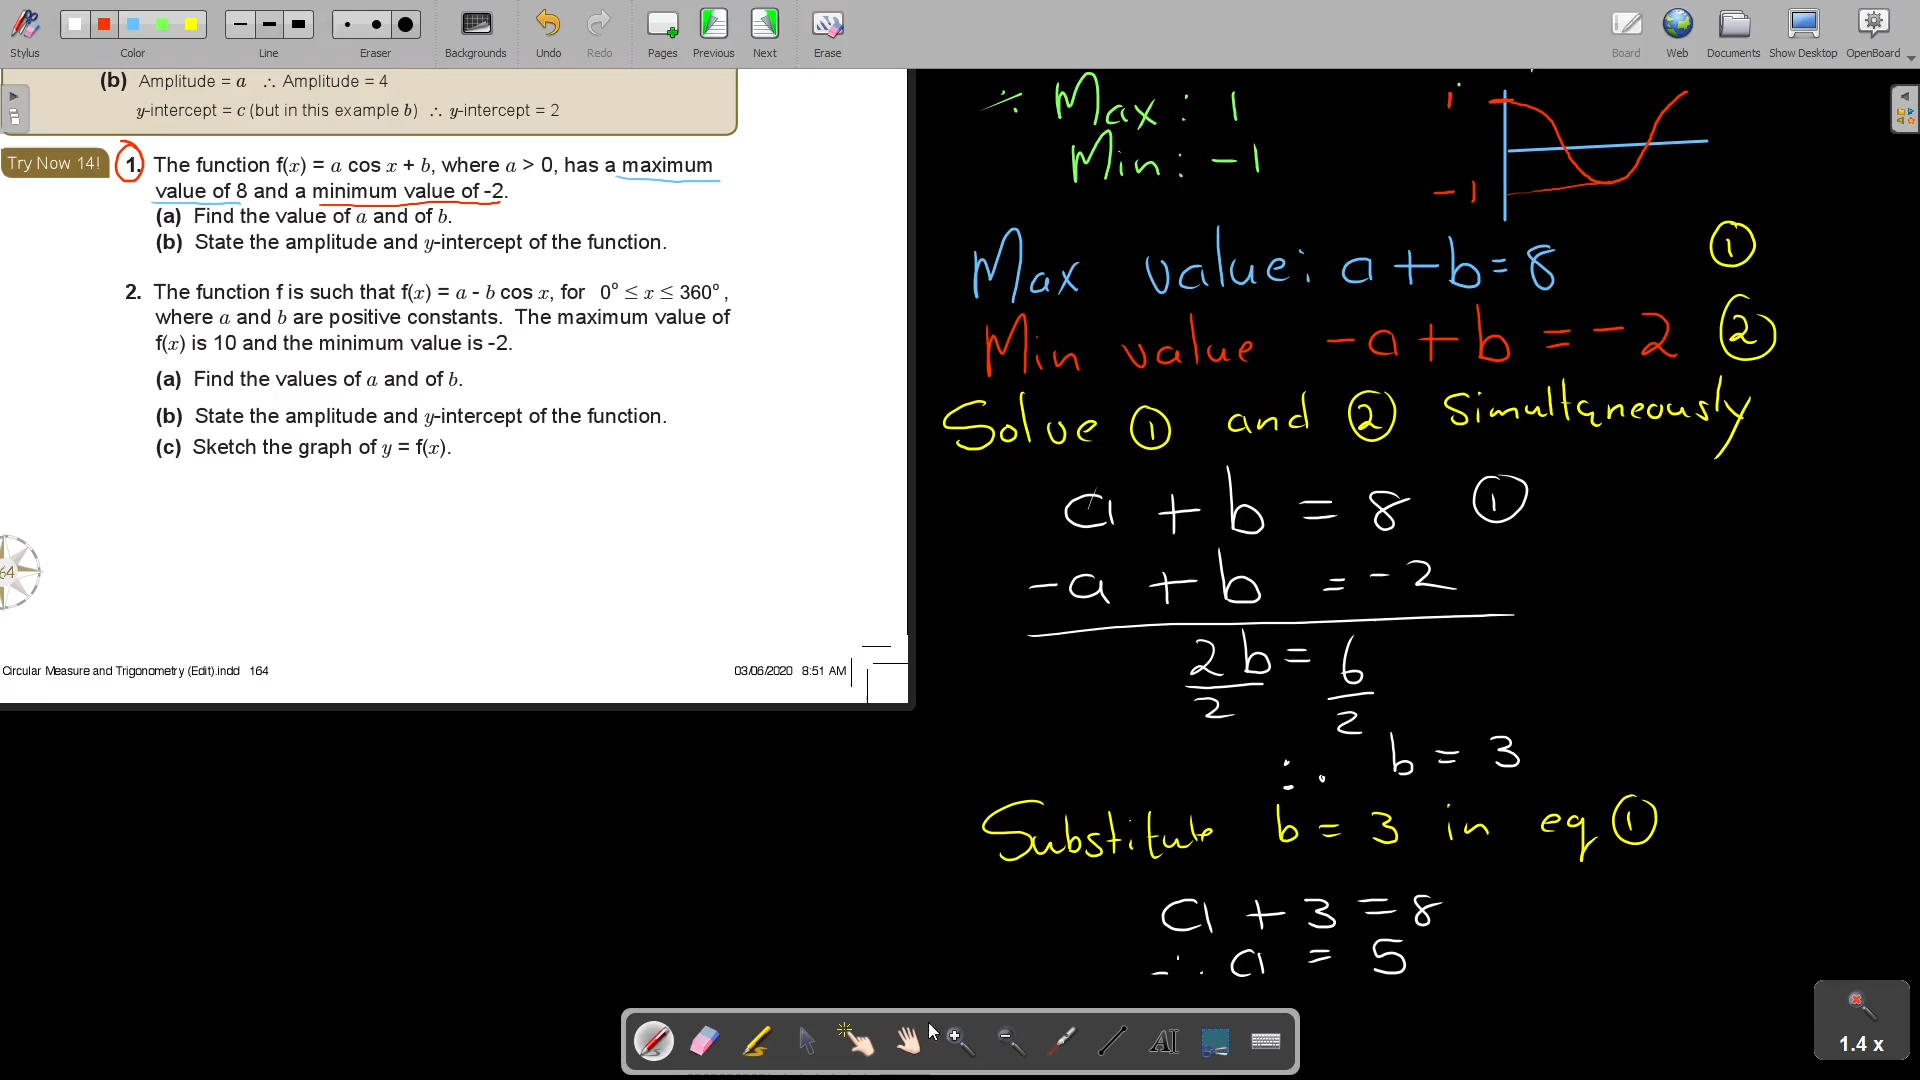 Stylus Color Line Eraser Backgrounds Undo Redo Pages Previous Next Erase Board Web Documents Show Desktop OpenBoard
(b) Amplitude = a ∴ Amplitude = 4
y-intercept = c (but in this example b) ∴ y-intercept = 2
Try Now 14!
1. The function f(x) = a cos x + b, where a > 0, has a maximum
value of 8 and a minimum value of -2.
(a) Find the value of a and of b.
(b) State the amplitude and y-intercept of the function.
2. The function f is such that f(x) = a - b cos x, for 0° ≤ x ≤ 360°,
where a and b are positive constants. The maximum value of
f(x) is 10 and the minimum value is -2.
(a) Find the values of a and of b.
(b) State the amplitude and y-intercept of the function.
(c) Sketch the graph of y = f(x).
64
Circular Measure and Trigonometry (Edit).indd 164
03/06/2020 8:51 AM
Max : 1
Min : -1
1
-1
Max value: a + b = 8 ①
Min value -a + b = -2 ②
Solve ① and ② simultaneously
a + b = 8 ①
-a + b = -2
2b = 6
2 2
∴ b = 3
Substitute b = 3 in eq ①
a + 3 = 8
∴ a = 5
AI
1.4 x